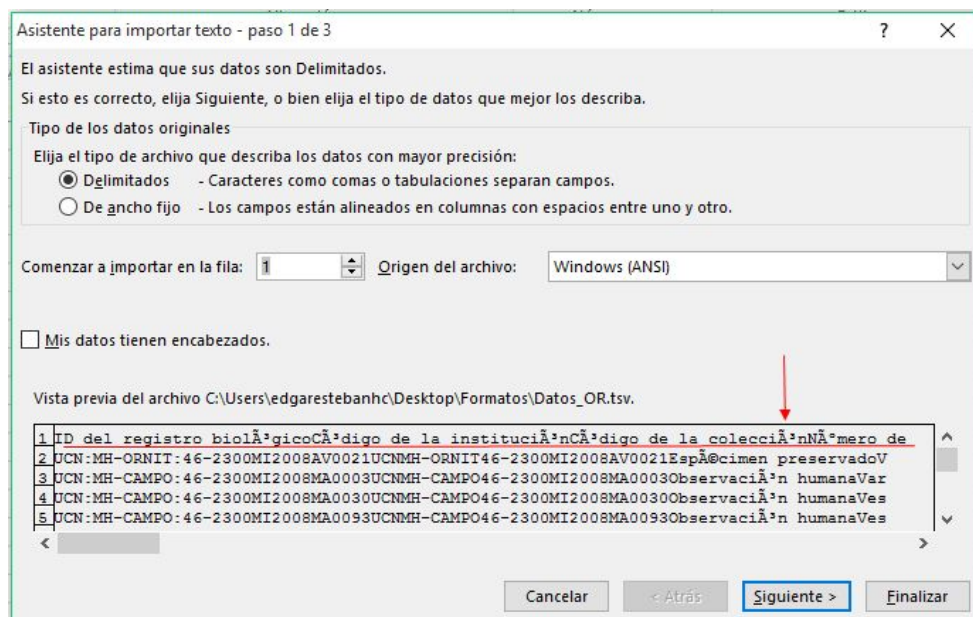 Asistente para importar texto - paso 1 de 3 ?
El asistente estima que sus datos son Delimitados.
Si esto es correcto, elija Siguiente, o bien elija el tipo de datos que mejor los describa.
Tipo de los datos originales
Elija el tipo de archivo que describa los datos con mayor precisión:
Delimitados - Caracteres como comas o tabulaciones separan campos.
De ancho fijo - Los campos están alineados en columnas con espacios entre uno y otro.
Comenzar a importar en la fila: 1 Origen del archivo: Windows (ANSI)
Mis datos tienen encabezados.
Vista previa del archivo C:\Users\edgarestebanhc\Desktop\Formatos\Datos_OR.tsv.
1 ID del registro biolÃ³gicoCÃ³digo de la instituciÃ³nCÃ³digo de la colecciÃ³nNÃºmero de
2 UCN:MH-ORNIT:46-2300MI2008AV0021UCNMH-ORNIT46-2300MI2008AV0021EspÃ©cimen preservadoV
3 UCN:MH-CAMPO:46-2300MI2008MA0003UCNMH-CAMPO46-2300MI2008MA0003ObservaciÃ³n humanaVar
4 UCN:MH-CAMPO:46-2300MI2008MA0030UCNMH-CAMPO46-2300MI2008MA0030ObservaciÃ³n humanaVes
5 UCN:MH-CAMPO:46-2300MI2008MA0093UCNMH-CAMPO46-2300MI2008MA0093ObservaciÃ³n humanaVes
Cancelar < Atrás Siguiente > Finalizar